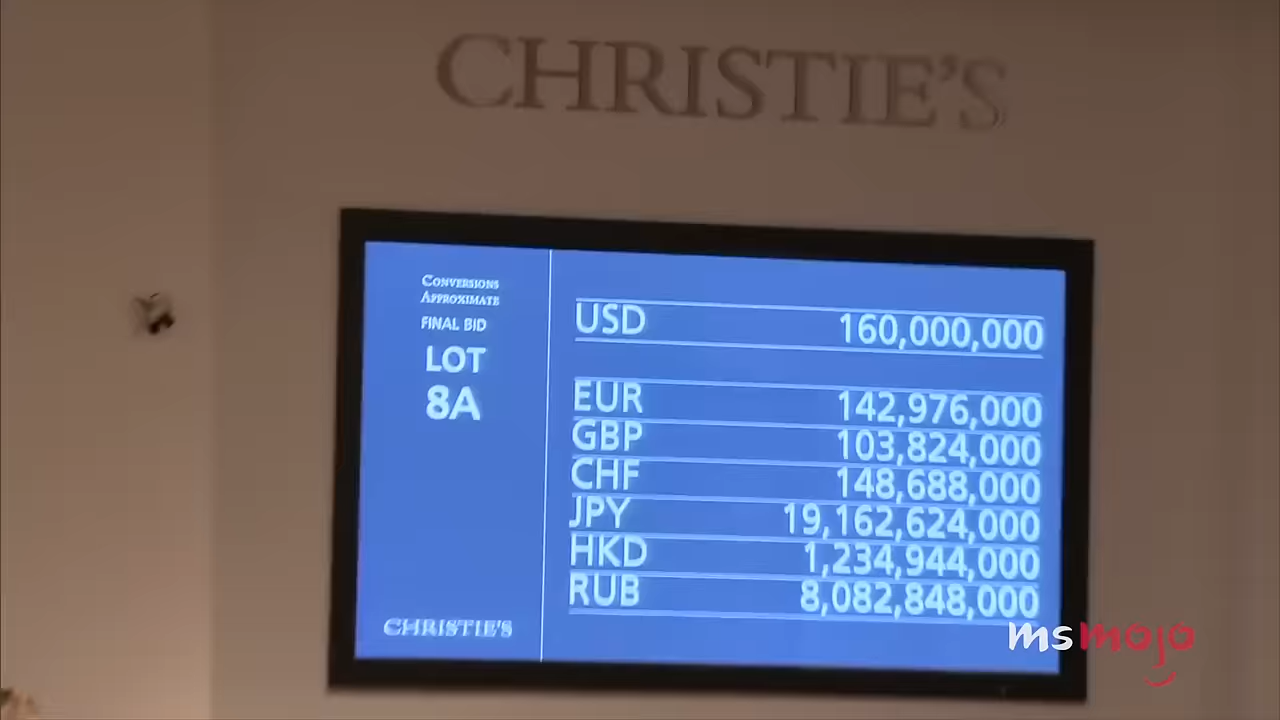 CHRISTIE'S
CONVERSIONS
APPROXIMATE
FINAL BID
LOT
8A
USD 160,000,000
EUR 142,976,000
GBP 103,824,000
CHF 148,688,000
JPY 19,162,624,000
HKD 1,234,944,000
RUB 8,082,848,000
CHRISTIE'S
msmojo